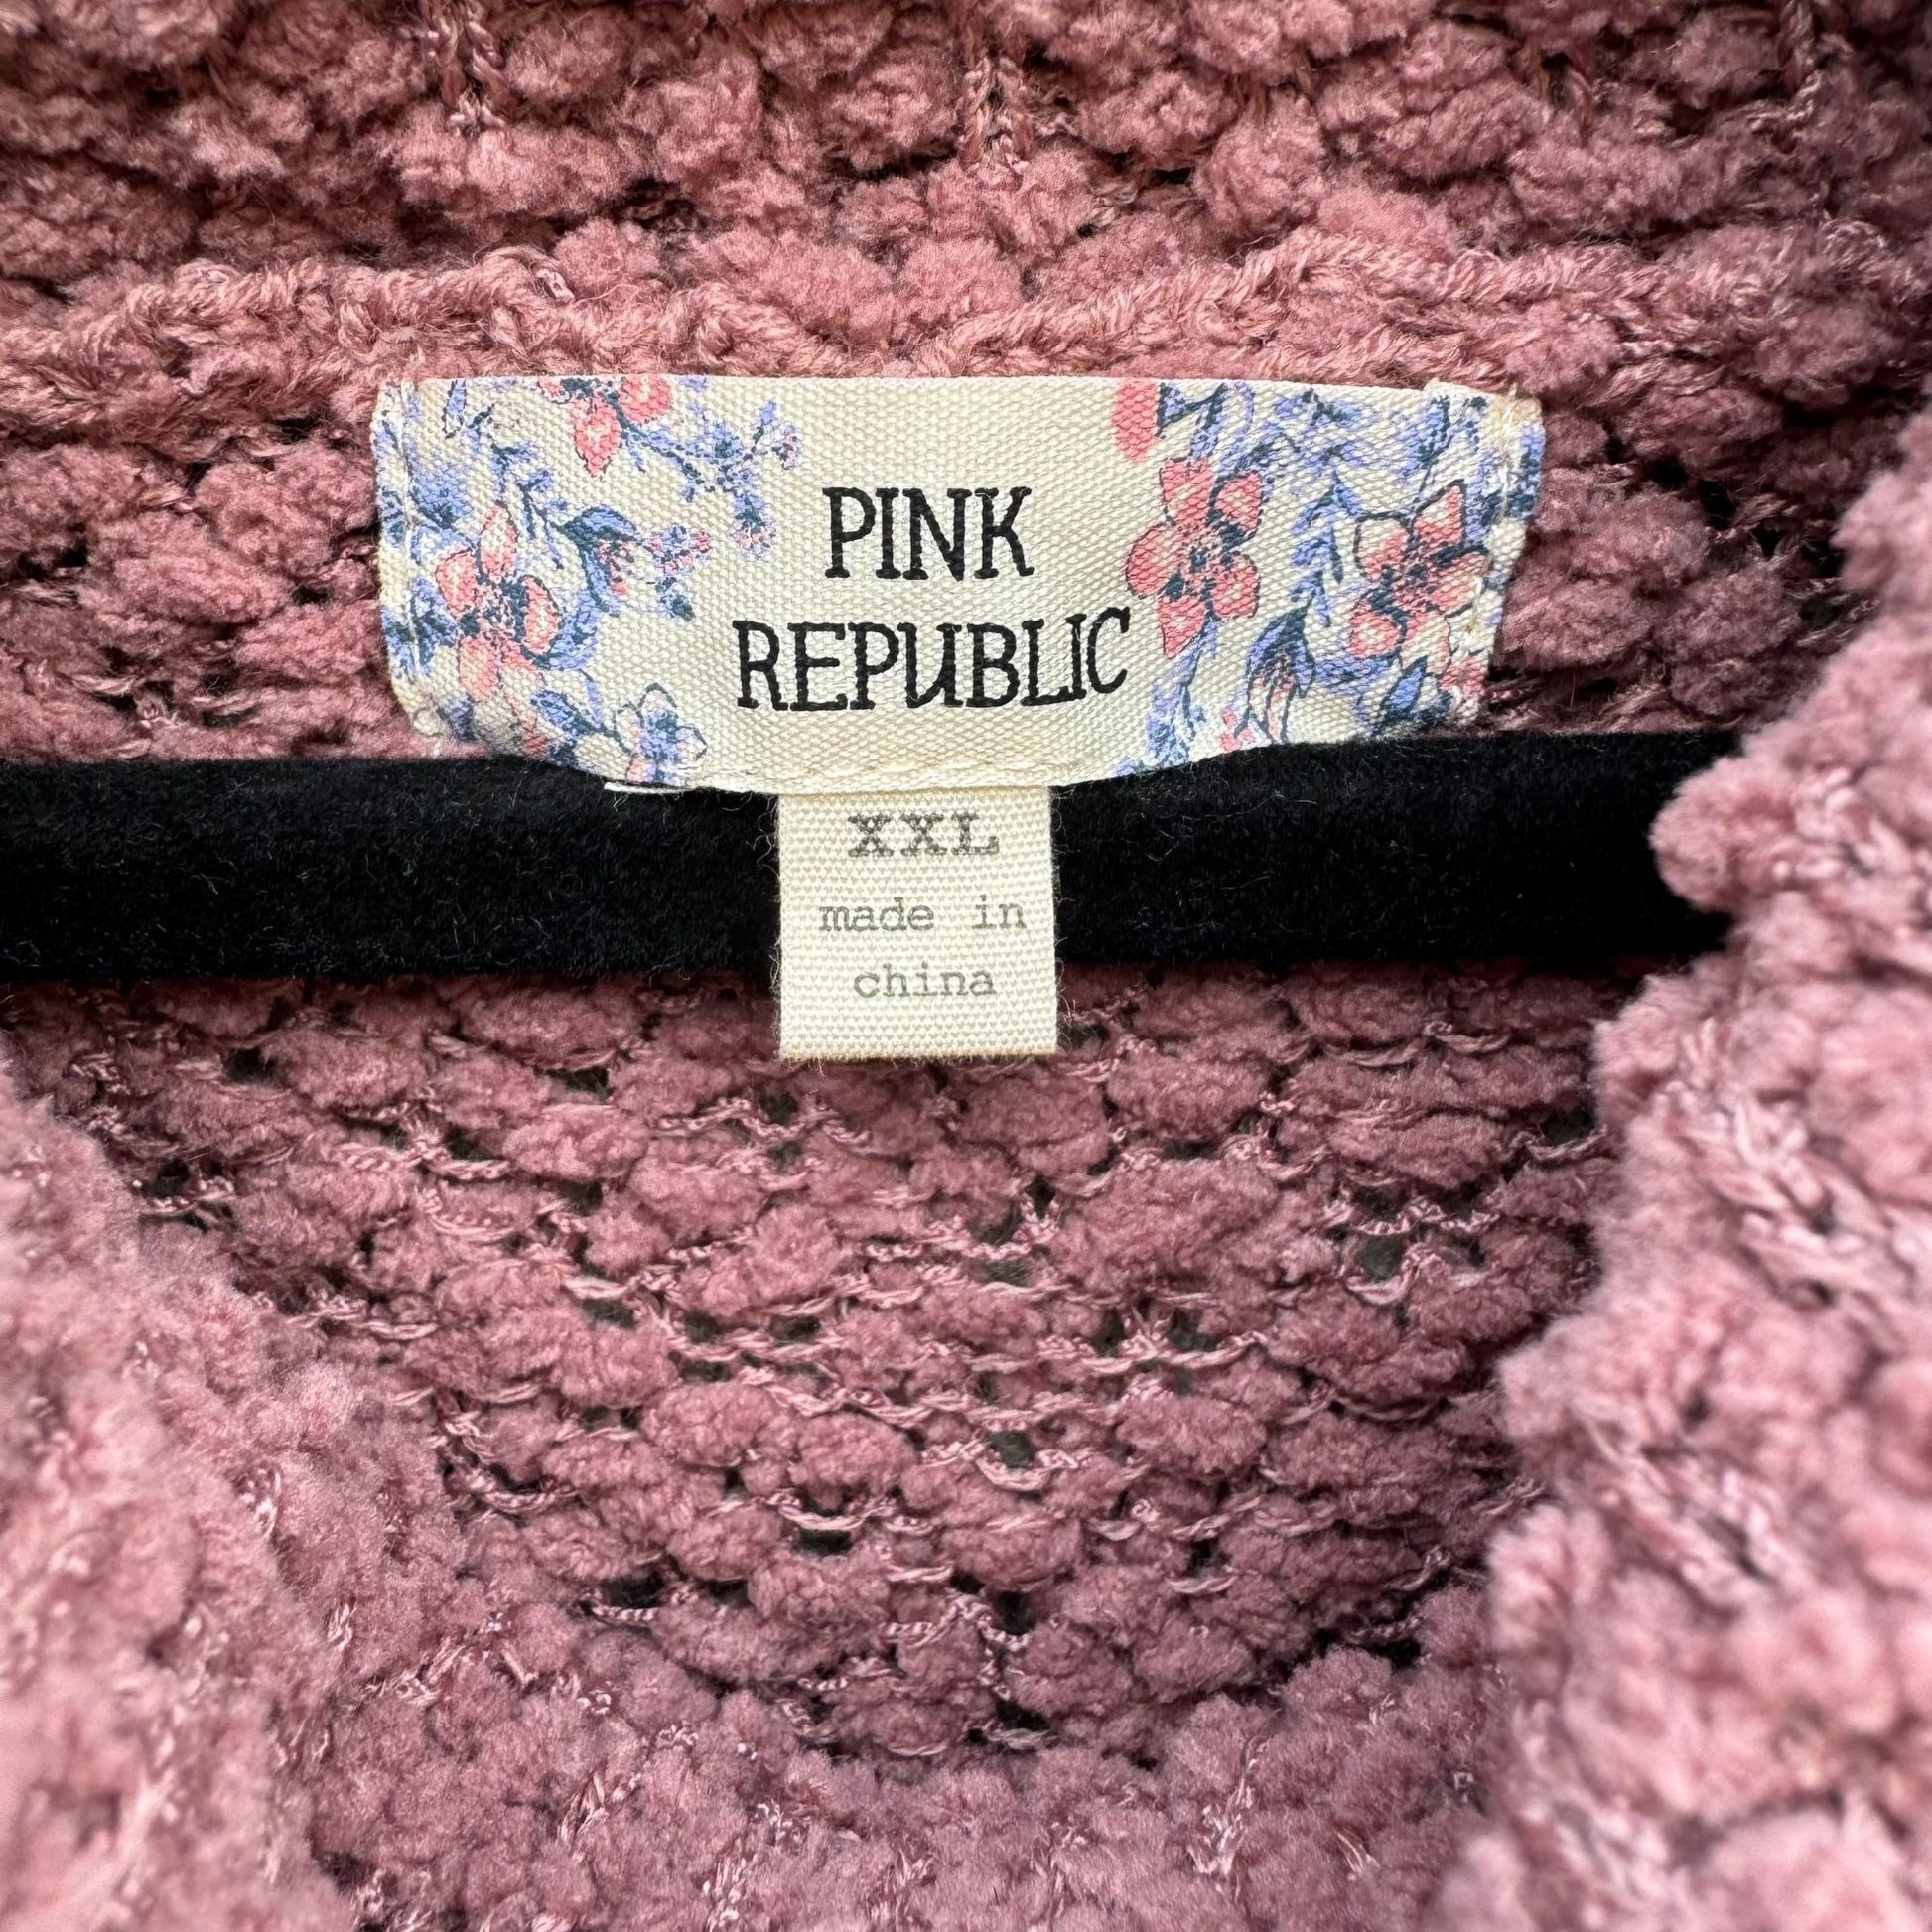 PINK
REPUBLIC
XXL
made in
china